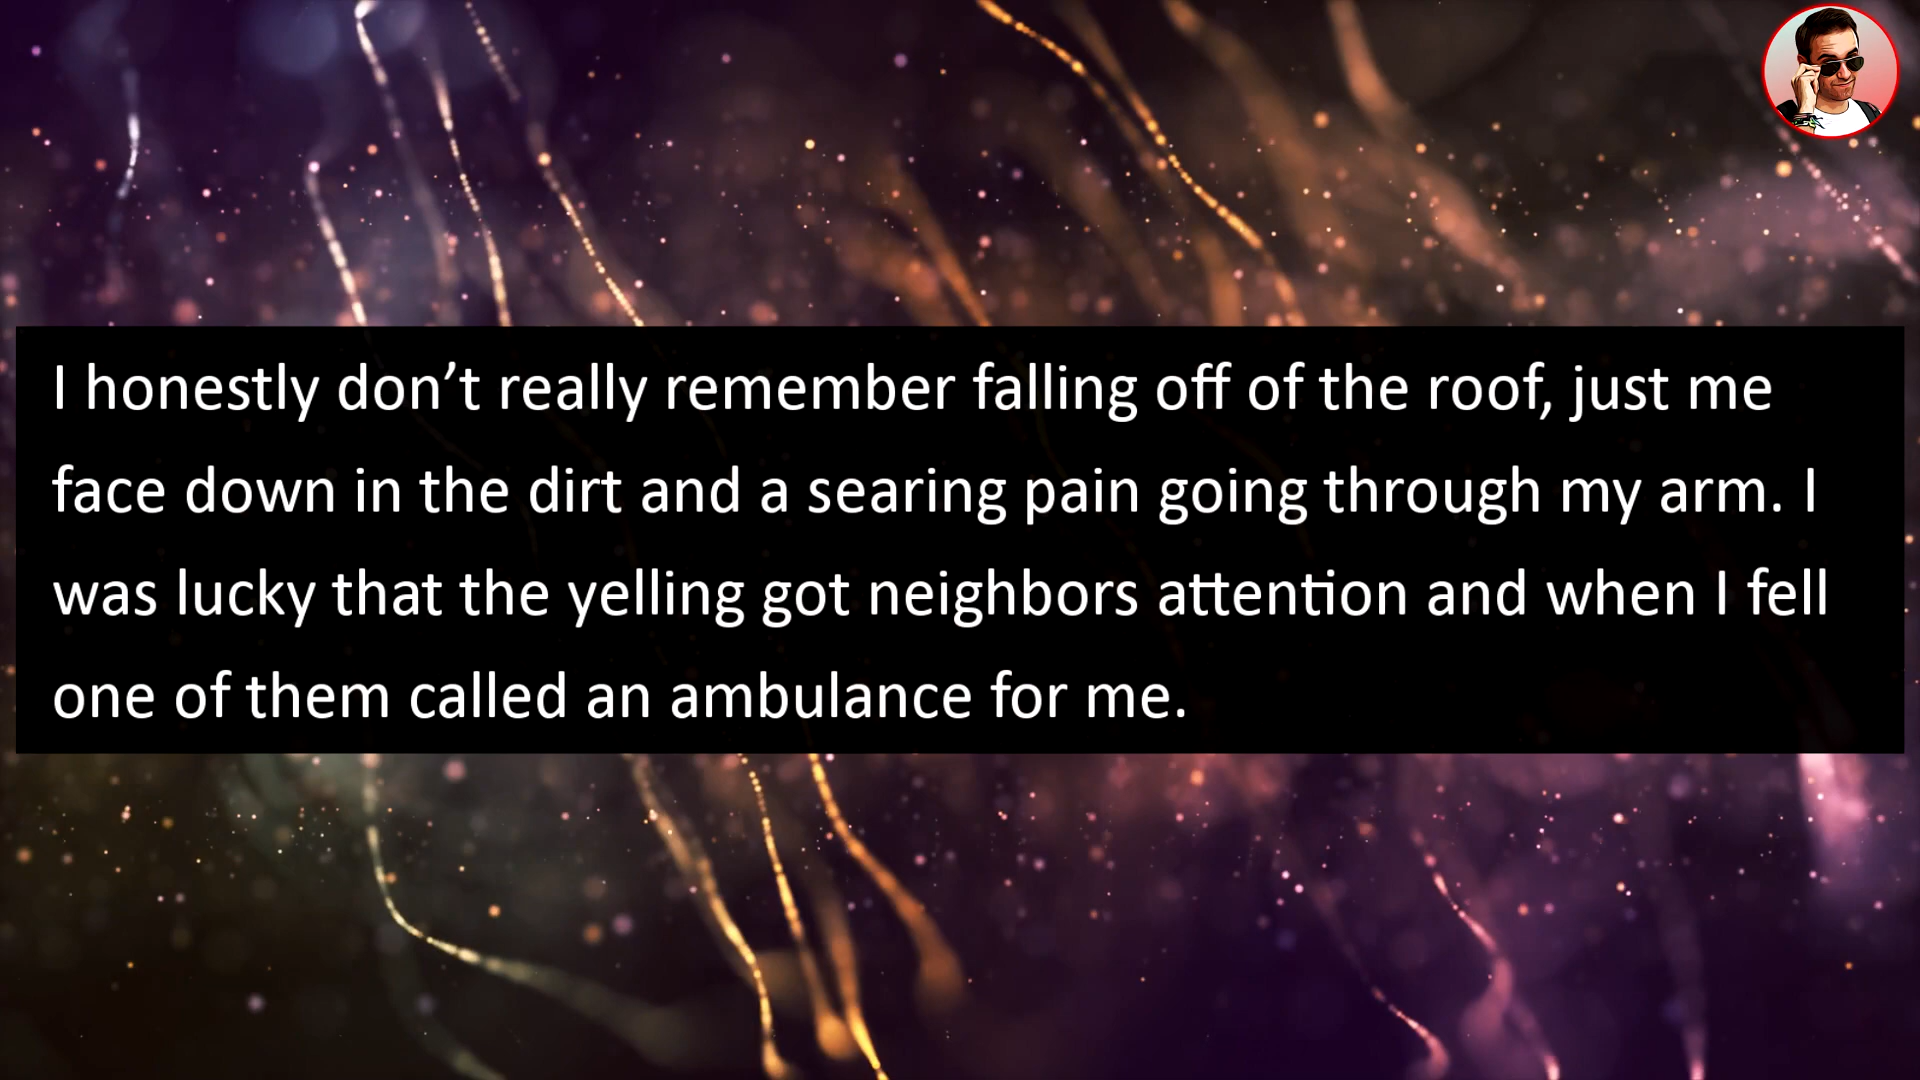 I honestly don’t really remember falling off of the roof, just me
face down in the dirt and a searing pain going through my arm. I
was lucky that the yelling got neighbors attention and when I fell
one of them called an ambulance for me.